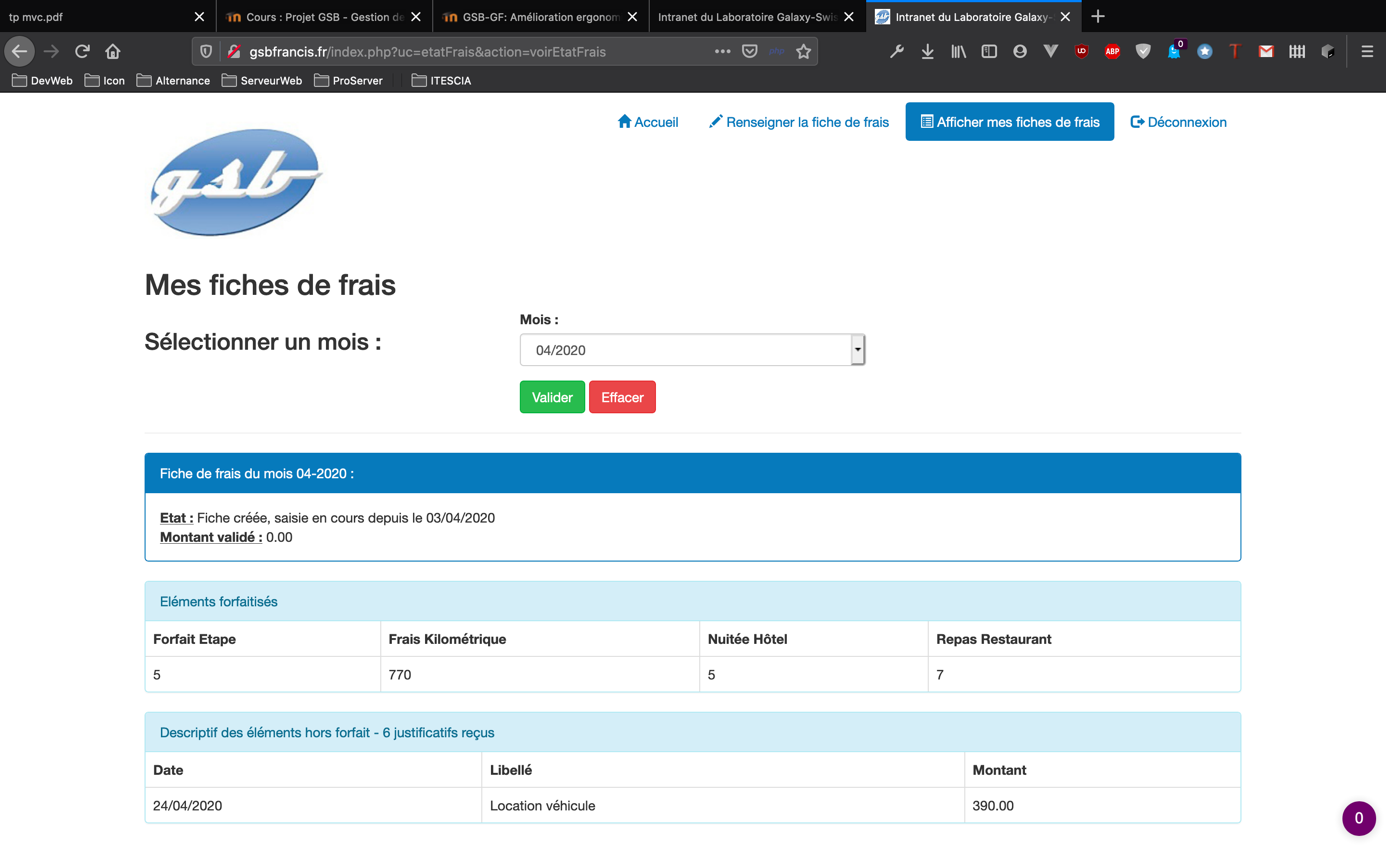 tp mvc.pdf
Cours : Projet GSB - Gestion de
GSB-GF: Amélioration ergonom
Intranet du Laboratoire Galaxy-Swis
Intranet du Laboratoire Galaxy-
gsbfrancis.fr/index.php?uc=etatFrais&action=voirEtatFrais
php
UD
ABP
0
DevWeb
Icon
Alternance
ServeurWeb
ProServer
ITESCIA
gsb
Accueil
Renseigner la fiche de frais
Afficher mes fiches de frais
Déconnexion
Mes fiches de frais
Sélectionner un mois :
Mois :
04/2020
Valider
Effacer
Fiche de frais du mois 04-2020 :
Etat : Fiche créée, saisie en cours depuis le 03/04/2020
Montant validé : 0.00
Eléments forfaitisés
Forfait Etape Frais Kilométrique Nuitée Hôtel Repas Restaurant
5 770 5 7
Descriptif des éléments hors forfait - 6 justificatifs reçus
Date Libellé Montant
24/04/2020 Location véhicule 390.00
0